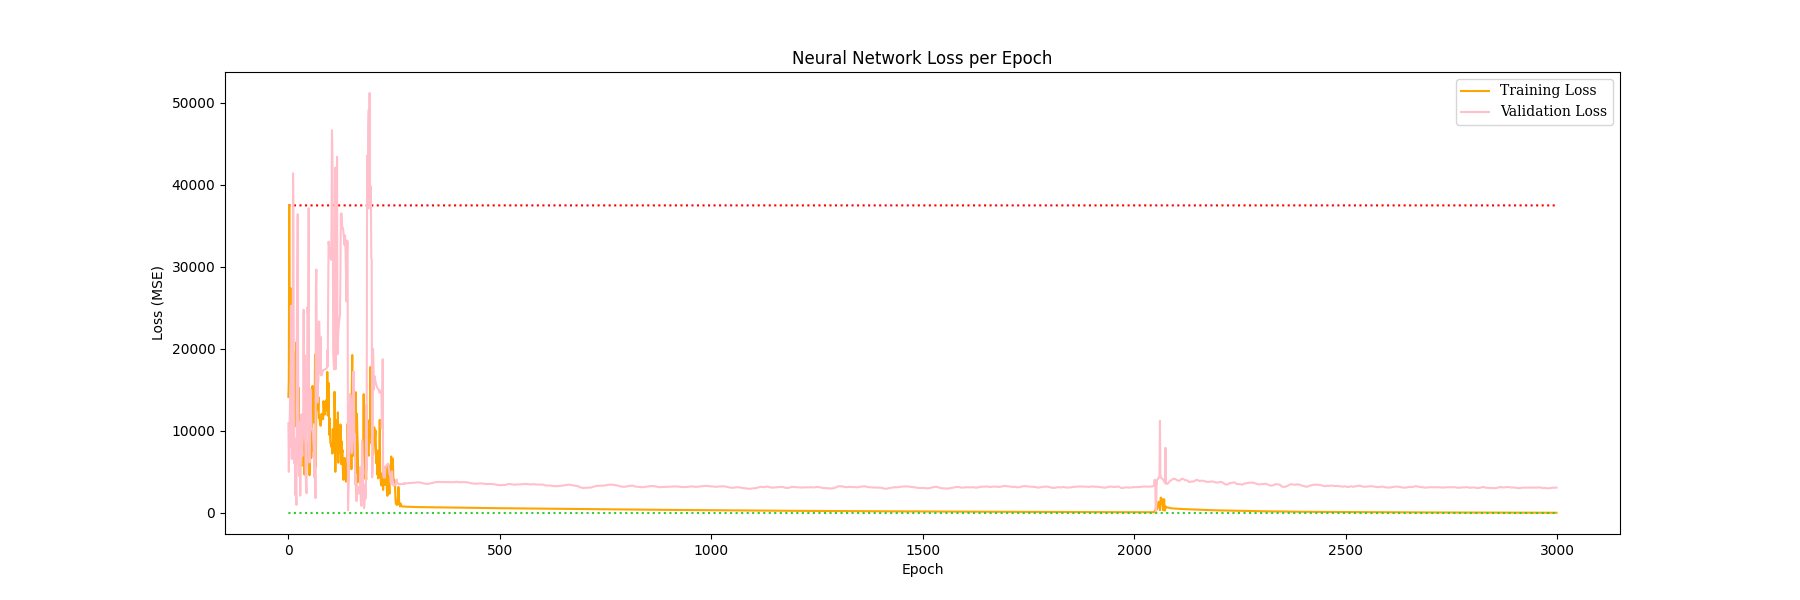 Neural Network Loss per Epoch
Training Loss
Validation Loss
50000
40000
30000
20000
10000
0
Loss (MSE)
0 500 1000 1500 2000 2500 3000
Epoch